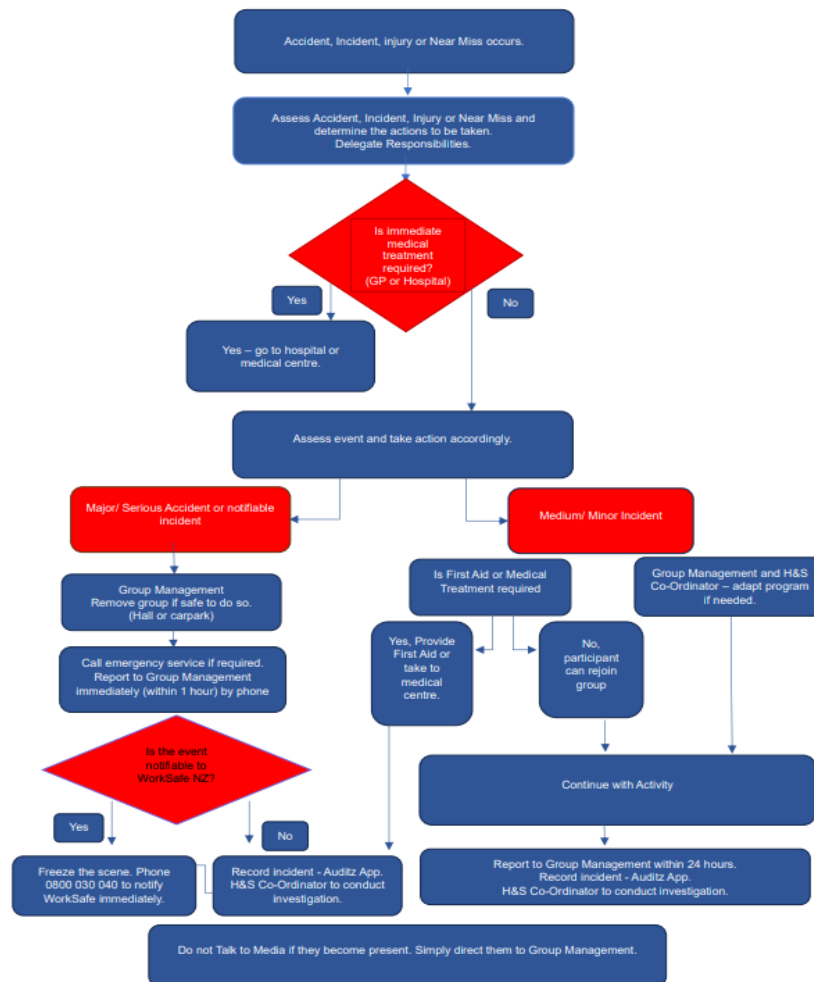 Accident, Incident, injury or Near Miss occurs.
Assess Accident, Incident, Injury or Near Miss and
determine the actions to be taken.
Delegate Responsibilities.
Is immediate
medical
treatment
required?
(GP or Hospital)
Yes
No
Yes – go to hospital or
medical centre.
Assess event and take action accordingly.
Major/ Serious Accident or notifiable
incident
Medium/ Minor Incident
Group Management
Remove group if safe to do so.
(Hall or carpark)
Is First Aid or Medical
Treatment required
Group Management and H&S
Co-Ordinator – adapt program
if needed.
Call emergency service if required.
Report to Group Management
immediately (within 1 hour) by phone
Yes, Provide
First Aid or
take to
medical
centre.
No,
participant
can rejoin
group
Is the event
notifiable to
WorkSafe NZ?
Continue with Activity
Yes
No
Freeze the scene. Phone
0800 030 040 to notify
WorkSafe immediately.
Record incident - Auditz App.
H&S Co-Ordinator to conduct
investigation.
Report to Group Management within 24 hours.
Record incident - Auditz App.
H&S Co-Ordinator to conduct investigation.
Do not Talk to Media if they become present. Simply direct them to Group Management.